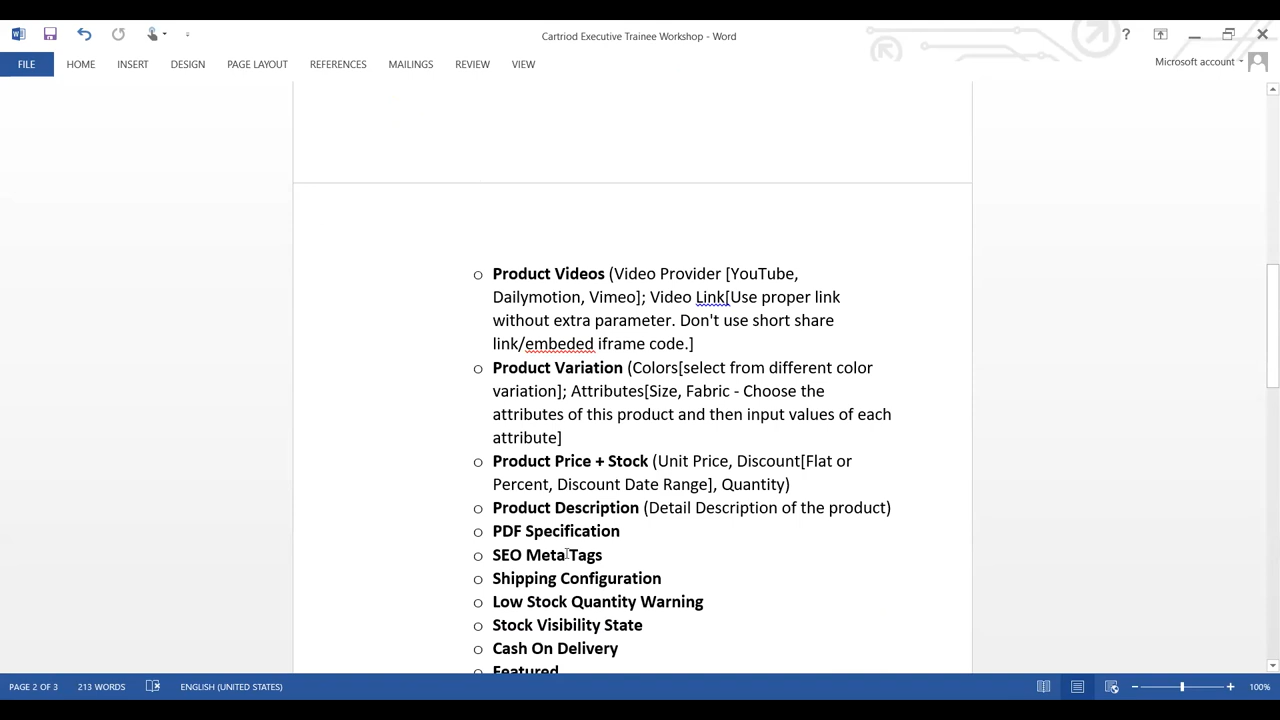 Cartriod Executive Trainee Workshop - Word
?
FILE HOME INSERT DESIGN PAGE LAYOUT REFERENCES MAILINGS REVIEW VIEW
Microsoft account
o Product Videos (Video Provider [YouTube,
Dailymotion, Vimeo]; Video Link[Use proper link
without extra parameter. Don't use short share
link/embeded iframe code.]
o Product Variation (Colors[select from different color
variation]; Attributes[Size, Fabric - Choose the
attributes of this product and then input values of each
attribute]
o Product Price + Stock (Unit Price, Discount[Flat or
Percent, Discount Date Range], Quantity)
o Product Description (Detail Description of the product)
o PDF Specification
o SEO Meta Tags
o Shipping Configuration
o Low Stock Quantity Warning
o Stock Visibility State
o Cash On Delivery
o Featured
PAGE 2 OF 3 213 WORDS ENGLISH (UNITED STATES) 100%